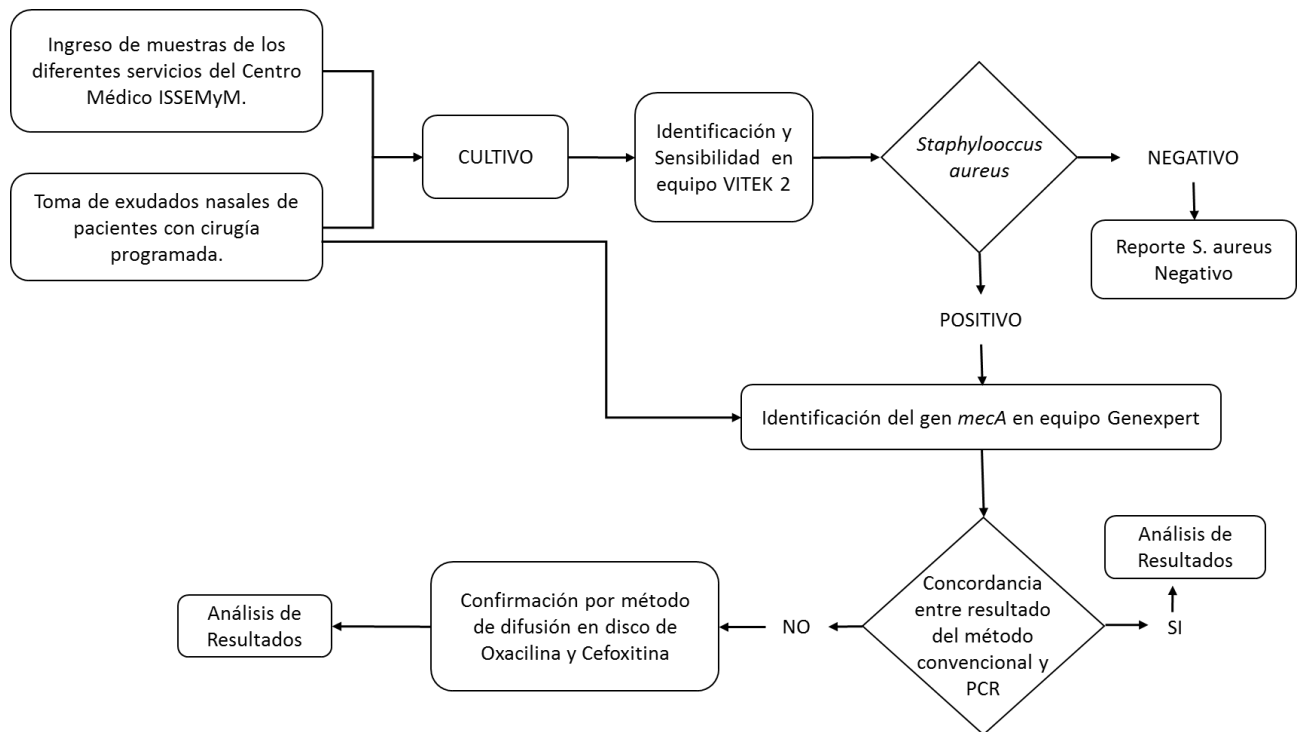 Ingreso de muestras de los
diferentes servicios del Centro
Médico ISSEMyM.
Toma de exudados nasales de
pacientes con cirugía
programada.
CULTIVO
Identificación y
Sensibilidad en
equipo VITEK 2
Staphylooccus
aureus
NEGATIVO
Reporte S. aureus
Negativo
POSITIVO
Identificación del gen mecA en equipo Genexpert
Concordancia
entre resultado
del método
convencional y
PCR
SI
Análisis de
Resultados
NO
Confirmación por método
de difusión en disco de
Oxacilina y Cefoxitina
Análisis de
Resultados